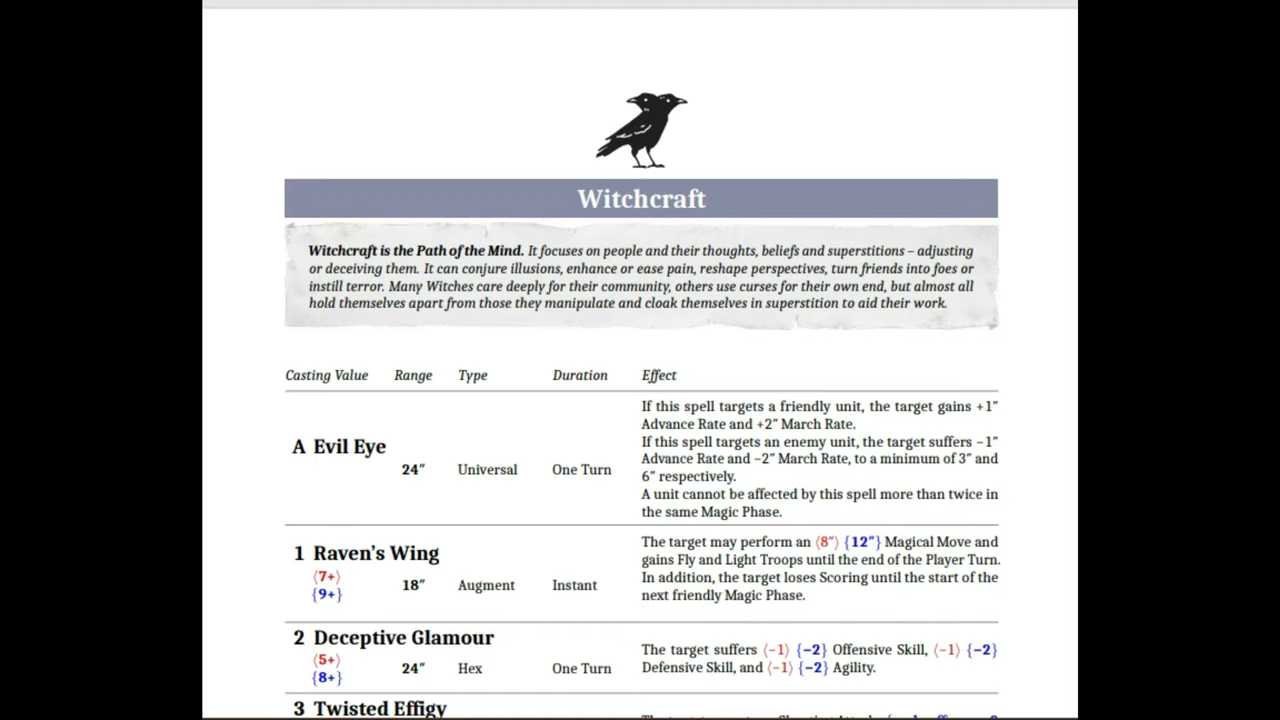 Witchcraft
Witchcraft is the Path of the Mind. It focuses on people and their thoughts, beliefs and superstitions – adjusting
or deceiving them. It can conjure illusions, enhance or ease pain, reshape perspectives, turn friends into foes or
instill terror. Many Witches care deeply for their community, others use curses for their own end, but almost all
hold themselves apart from those they manipulate and cloak themselves in superstition to aid their work.
Casting Value Range Type Duration Effect
A Evil Eye
24″ Universal One Turn
If this spell targets a friendly unit, the target gains +1″
Advance Rate and +2″ March Rate.
If this spell targets an enemy unit, the target suffers −1″
Advance Rate and −2″ March Rate, to a minimum of 3″ and
6″ respectively.
A unit cannot be affected by this spell more than twice in
the same Magic Phase.
1 Raven’s Wing
⟨7+⟩
{9+}
18″ Augment Instant
The target may perform an ⟨8″⟩ {12″} Magical Move and
gains Fly and Light Troops until the end of the Player Turn.
In addition, the target loses Scoring until the start of the
next friendly Magic Phase.
2 Deceptive Glamour
⟨5+⟩
{8+}
24″ Hex One Turn
The target suffers ⟨−1⟩ {−2} Offensive Skill, ⟨−1⟩ {−2}
Defensive Skill, and ⟨−1⟩ {−2} Agility.
3 Twisted Effigy